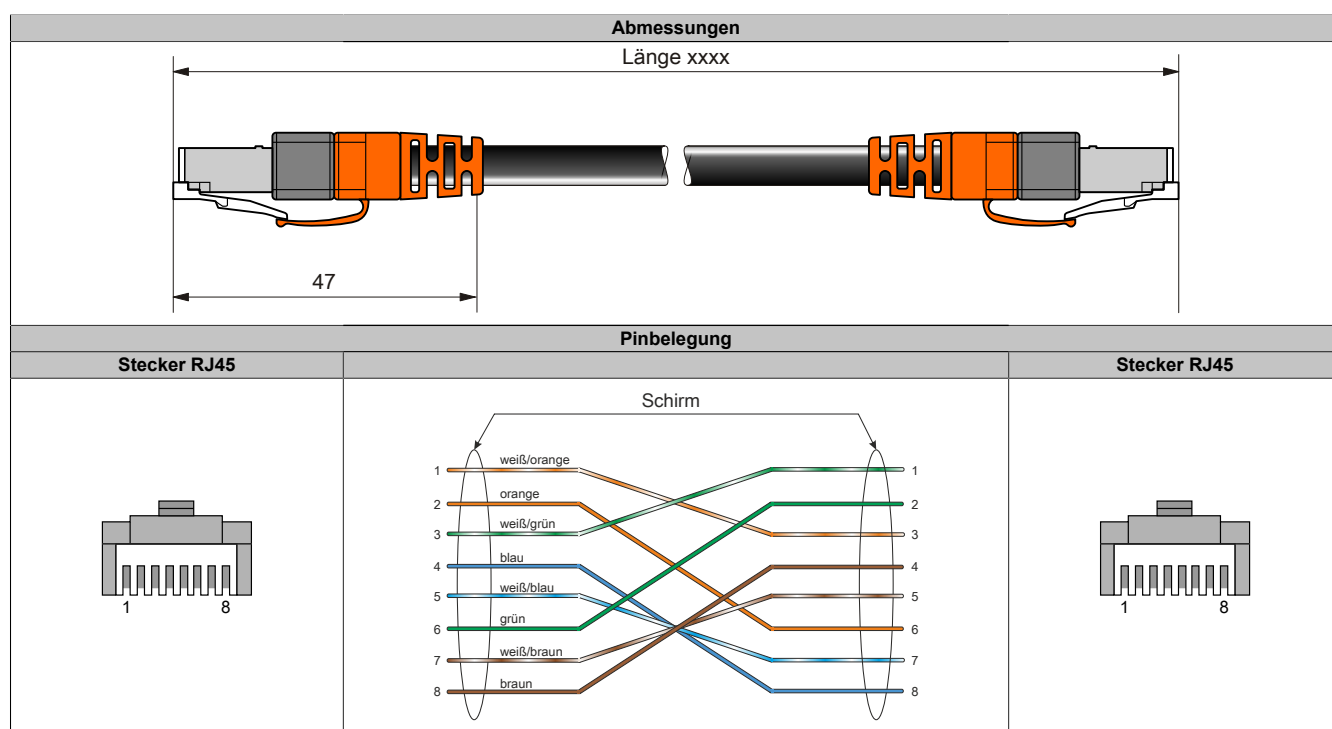 Abmessungen
Länge xxxx
47
Pinbelegung
Stecker RJ45
Stecker RJ45
Schirm
1 weiß/orange 1
2 orange 2
3 weiß/grün 3
4 blau 4
5 weiß/blau 5
6 grün 6
7 weiß/braun 7
8 braun 8
1 8
1 8